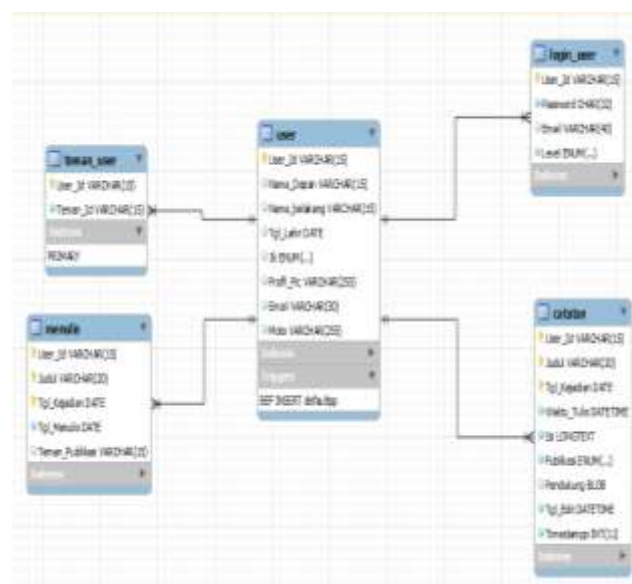 teman_user
User_Id VARCHAR(15)
Teman_Id VARCHAR(15)
Indexes
PRIMARY
menulis
User_Id VARCHAR(15)
Judul VARCHAR(20)
Tgl_Kejadian DATE
Tgl_Menulis DATE
Teman_Publikasi VARCHAR(15)
Indexes
user
User_Id VARCHAR(15)
Nama_Depan VARCHAR(15)
Nama_belakang VARCHAR(15)
Tgl_Lahir DATE
Jk ENUM(...)
Profil_Pic VARCHAR(255)
Email VARCHAR(30)
Moto VARCHAR(255)
Indexes
Triggers
BEF INSERT
login_user
User_Id VARCHAR(15)
Password CHAR(32)
Email VARCHAR(40)
Level ENUM(...)
Indexes
catatan
User_Id VARCHAR(15)
Judul VARCHAR(20)
Tgl_Kejadian DATE
Waktu_Tulis DATETIME
Isi LONGTEXT
Publikasi ENUM(...)
Pendukung BLOB
Tgl_Edit DATETIME
Indexes